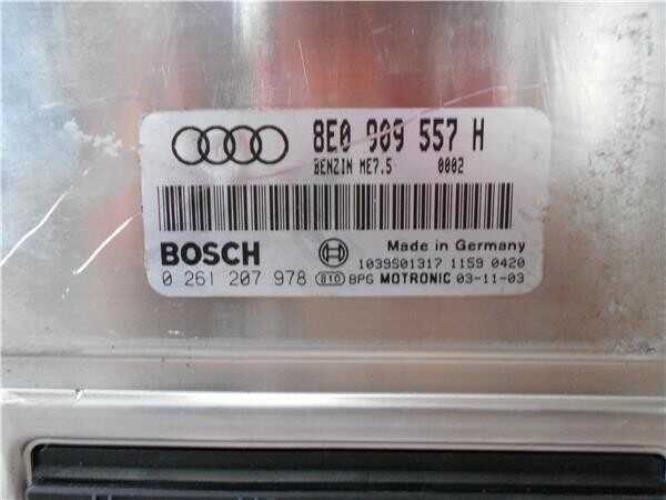 8E0 909 557 H
BENZIN ME7.5 0002
BOSCH
Made in Germany
1039S01317 1159 0420
0 261 207 978 810 BPG MOTRONIC 03-11-03